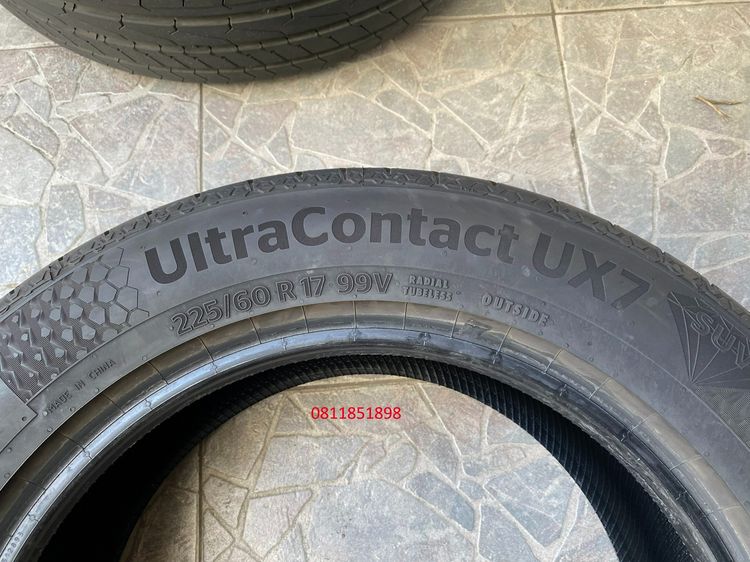 UltraContact UX7
225/60 R 17 99V
RADIAL
TUBELESS
OUTSIDE
MADE IN CHINA
0811851898